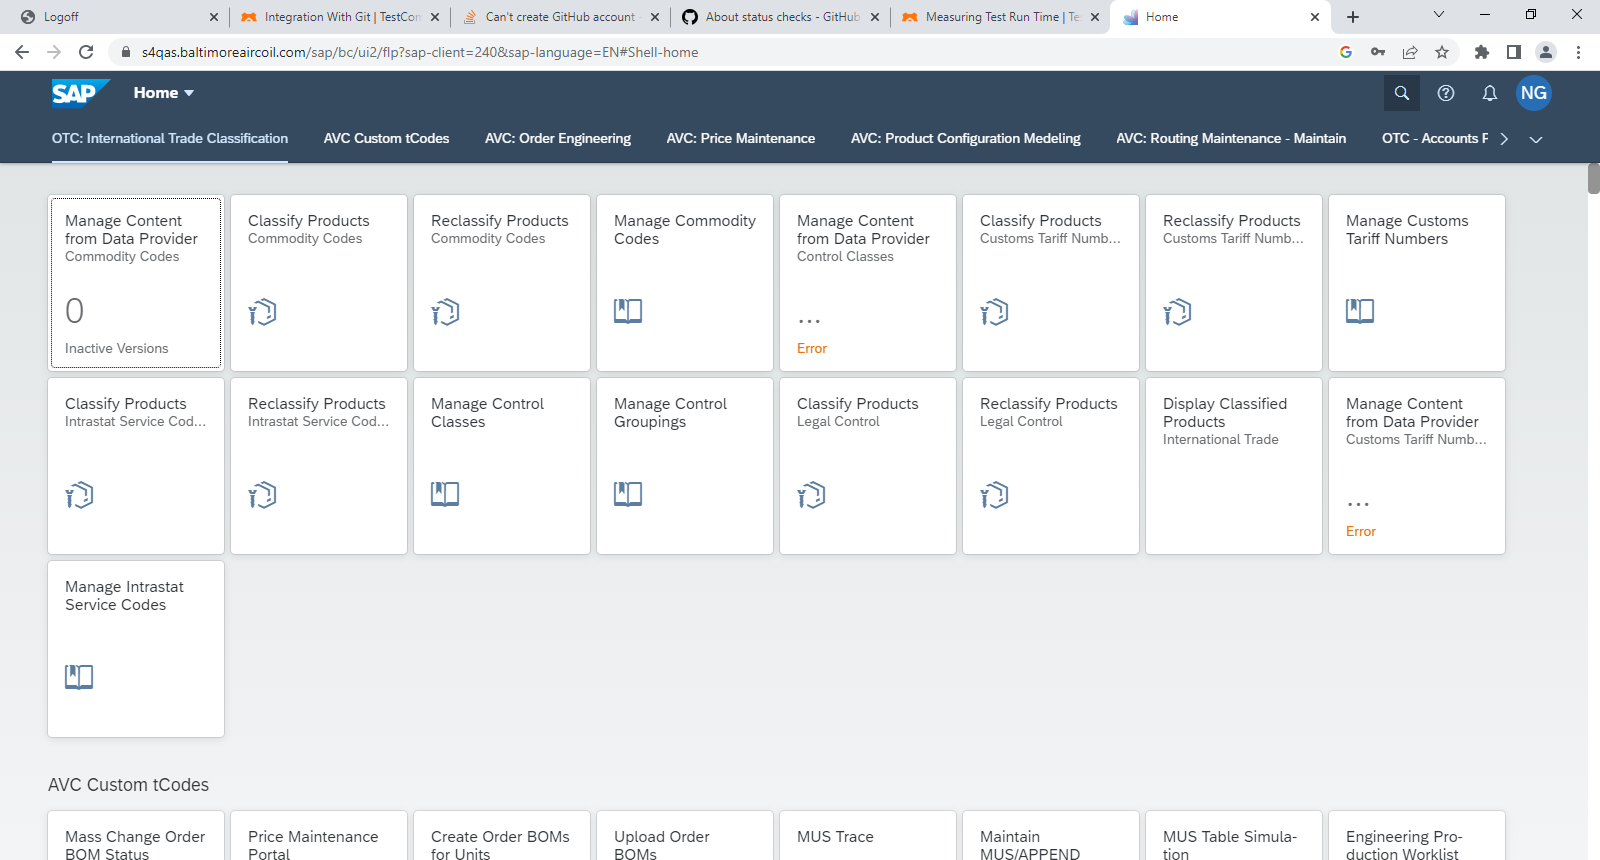 Logoff
Integration With Git | TestCom
Can't create GitHub account -
About status checks - GitHub
Measuring Test Run Time | Te
Home
s4qas.baltimoreaircoil.com/sap/bc/ui2/flp?sap-client=240&sap-language=EN#Shell-home
SAP
Home
NG
OTC: International Trade Classification
AVC Custom tCodes
AVC: Order Engineering
AVC: Price Maintenance
AVC: Product Configuration Medeling
AVC: Routing Maintenance - Maintain
OTC - Accounts R
Manage Content
from Data Provider
Commodity Codes
0
Inactive Versions
Classify Products
Commodity Codes
Reclassify Products
Commodity Codes
Manage Commodity
Codes
Manage Content
from Data Provider
Control Classes
...
Error
Classify Products
Customs Tariff Numb...
Reclassify Products
Customs Tariff Numb...
Manage Customs
Tariff Numbers
Classify Products
Intrastat Service Cod...
Reclassify Products
Intrastat Service Cod...
Manage Control
Classes
Manage Control
Groupings
Classify Products
Legal Control
Reclassify Products
Legal Control
Display Classified
Products
International Trade
Manage Content
from Data Provider
Customs Tariff Numb...
...
Error
Manage Intrastat
Service Codes
AVC Custom tCodes
Mass Change Order
BOM Status
Price Maintenance
Portal
Create Order BOMs
for Units
Upload Order
BOMs
MUS Trace
Maintain
MUS/APPEND
MUS Table Simula-
tion
Engineering Pro-
duction Worklist